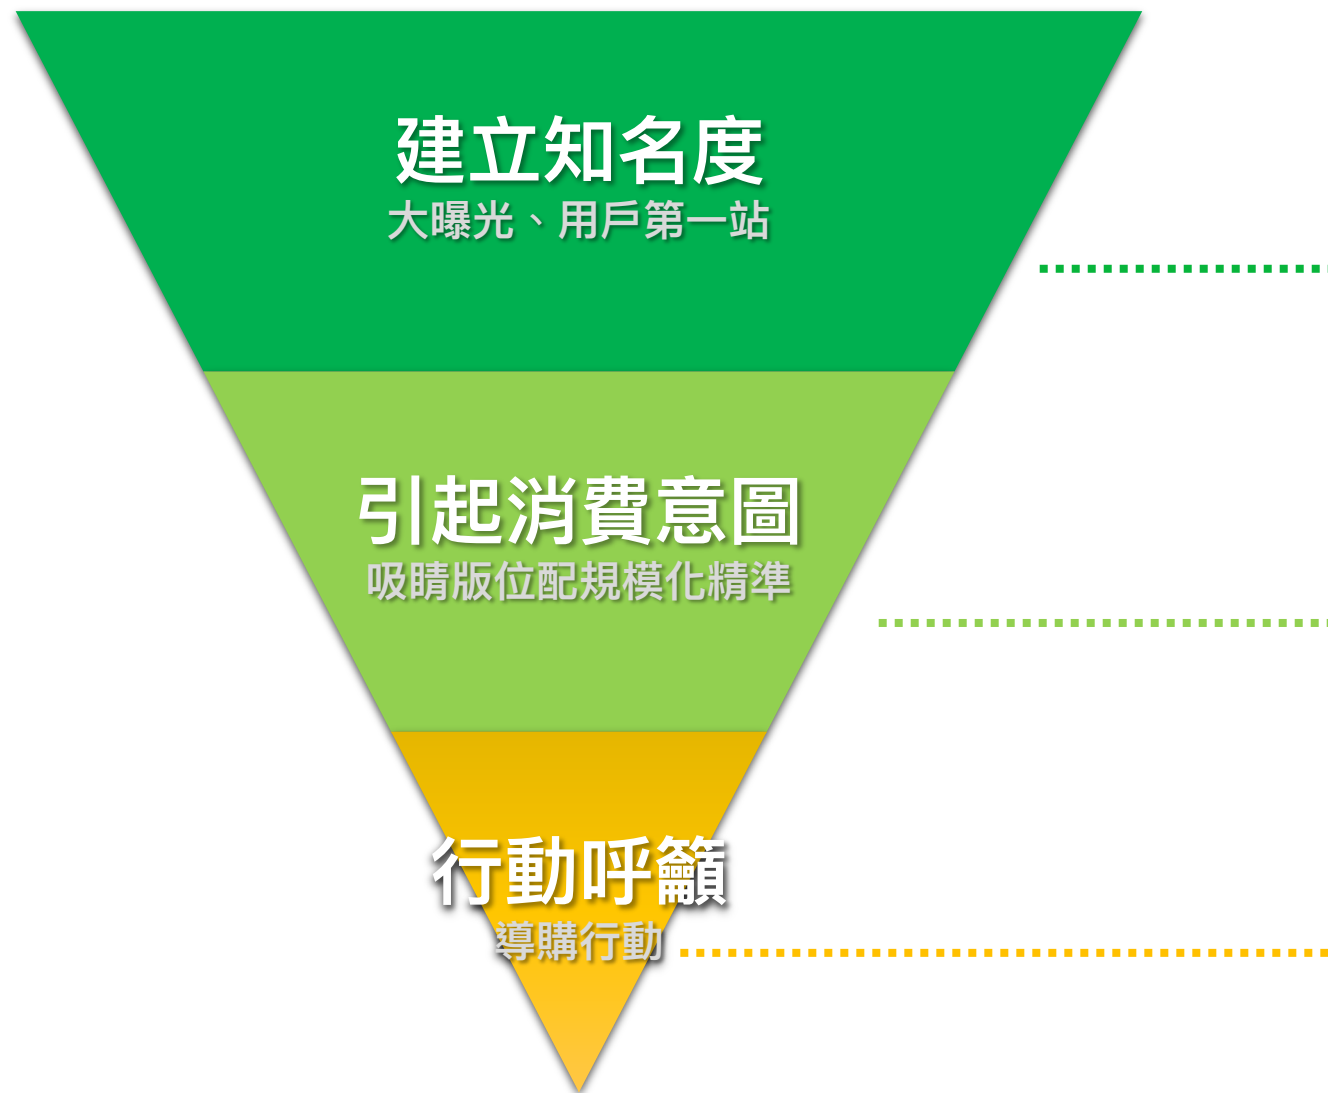 建立知名度
大曝光、用戶第一站
引起消費意圖
吸睛版位配規模化精準
行動呼籲
導購行動